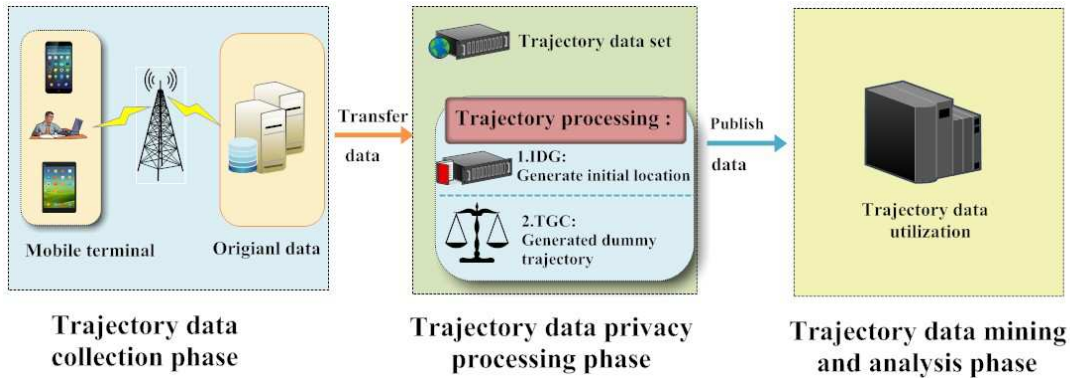 Mobile terminal
Origianl data
Transfer
data
Trajectory data set
Trajectory processing :
1.IDG:
Generate initial location
2.TGC:
Generated dummy
trajectory
Publish
data
Trajectory data
utilization
Trajectory data
collection phase
Trajectory data privacy
processing phase
Trajectory data mining
and analysis phase